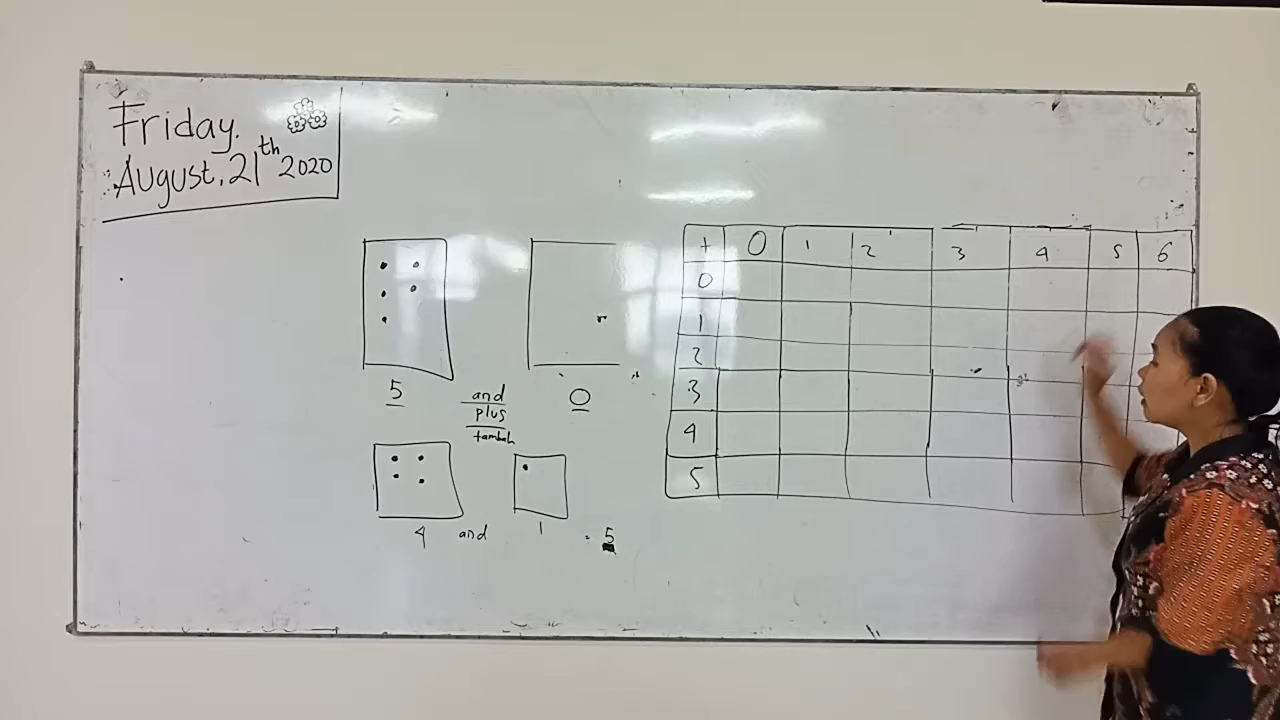 Friday.
August, 21th 2020
5
and
plus
tambah
0
4 and 1 = 5
+ 0 1 2 3 4 5 6
0
1
2
3
4
5